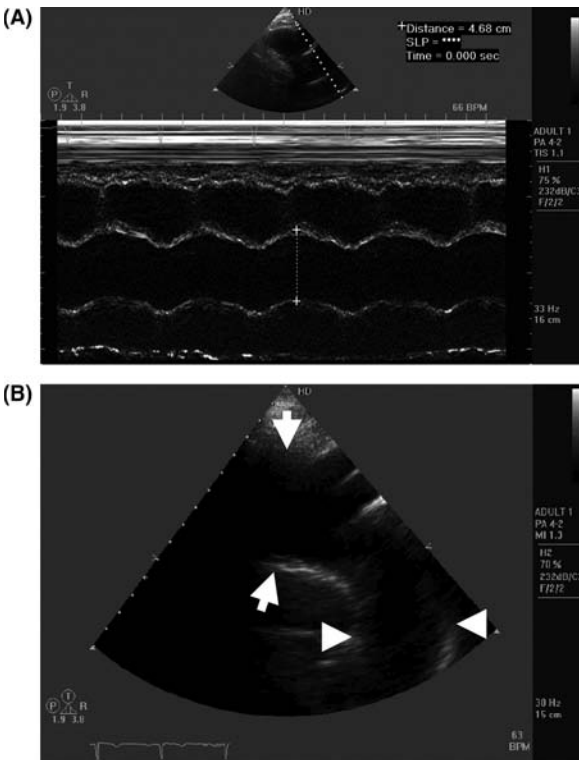 (A)
HD
Distance = 4.68 cm
SLP = ****
Time = 0.000 sec
T
P R
1.9 3.8
66 BPM
ADULT 1
PA 4-2
TIS 1.1
H1
75 %
232dB/C
F/2/2
33 Hz
16 cm
(B)
HD
ADULT 1
PA 4-2
MI 1.3
H2
70 %
232dB/C
F/2/2
T
P R
1.9 3.8
15 cm
63
BPM